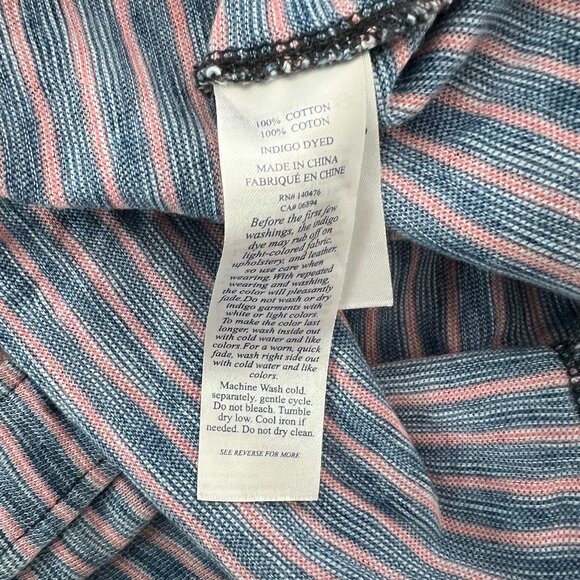 100% COTTON
100% COTON
INDIGO DYED
MADE IN CHINA
FABRIQUÉ EN CHINE
RN# 140476
CA# 06894
Before the first few
washings, the indigo
dye may rub off on
light-colored fabric,
upholstery, and leather,
so use care when
wearing. With repeated
wearing and washing,
the color will pleasantly
fade.Do not wash or dry
indigo garments with
white or light colors.
To make the color last
longer, wash inside out
with cold water and like
colors.For a worn, quick
fade, wash right side out
with cold water and like
colors.
Machine Wash cold,
separately, gentle cycle.
Do not bleach. Tumble
dry low. Cool iron if
needed. Do not dry clean.
SEE REVERSE FOR MORE